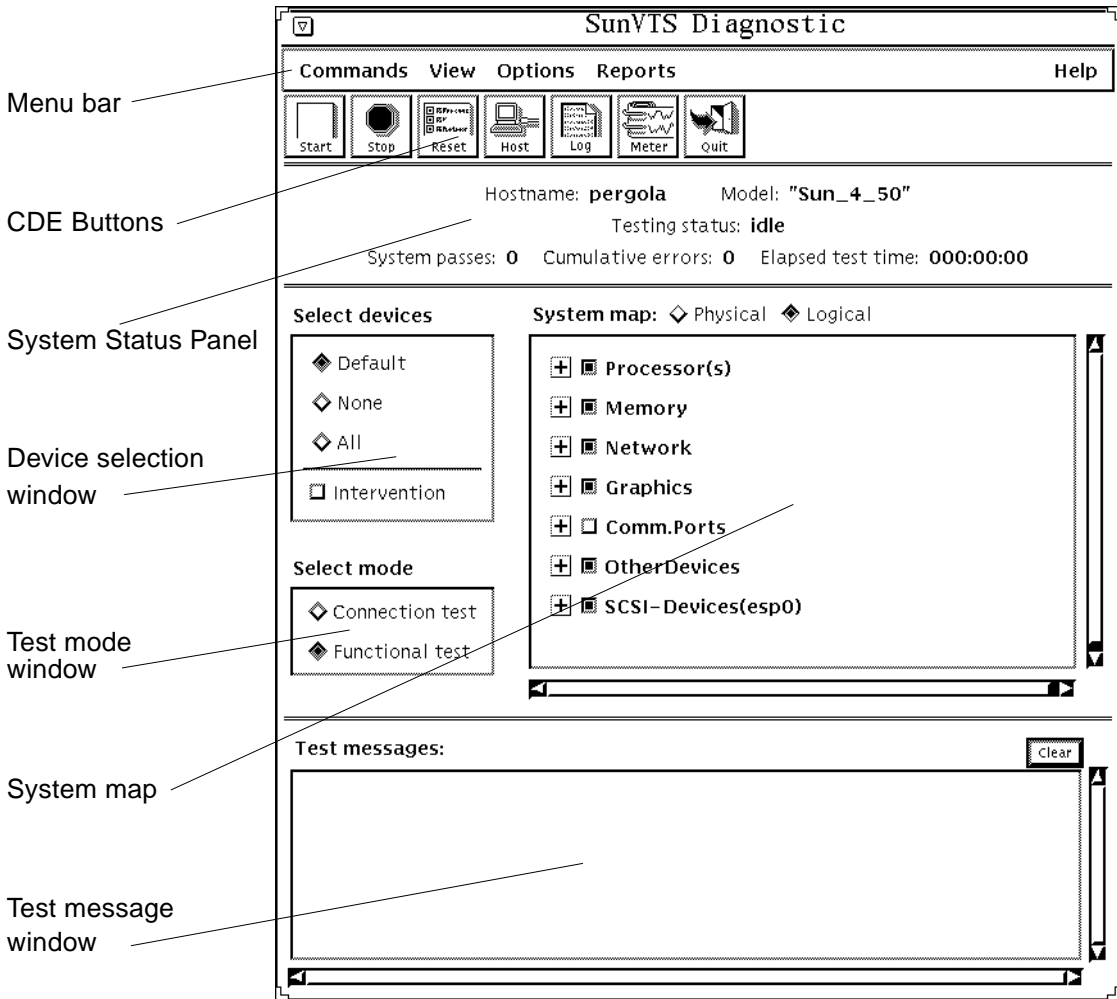 SunVTS Diagnostic
Commands View Options Reports Help
Menu bar
Start Stop Reset Host Log Meter Quit
CDE Buttons
Hostname: pergola Model: "Sun_4_50"
Testing status: idle
System passes: 0 Cumulative errors: 0 Elapsed test time: 000:00:00
System Status Panel
Select devices
Default
None
All
Intervention
Device selection
window
Select mode
Connection test
Functional test
Test mode
window
System map: Physical Logical
Processor(s)
Memory
Network
Graphics
Comm.Ports
OtherDevices
SCSI-Devices(esp0)
System map
Test messages:
Clear
Test message
window